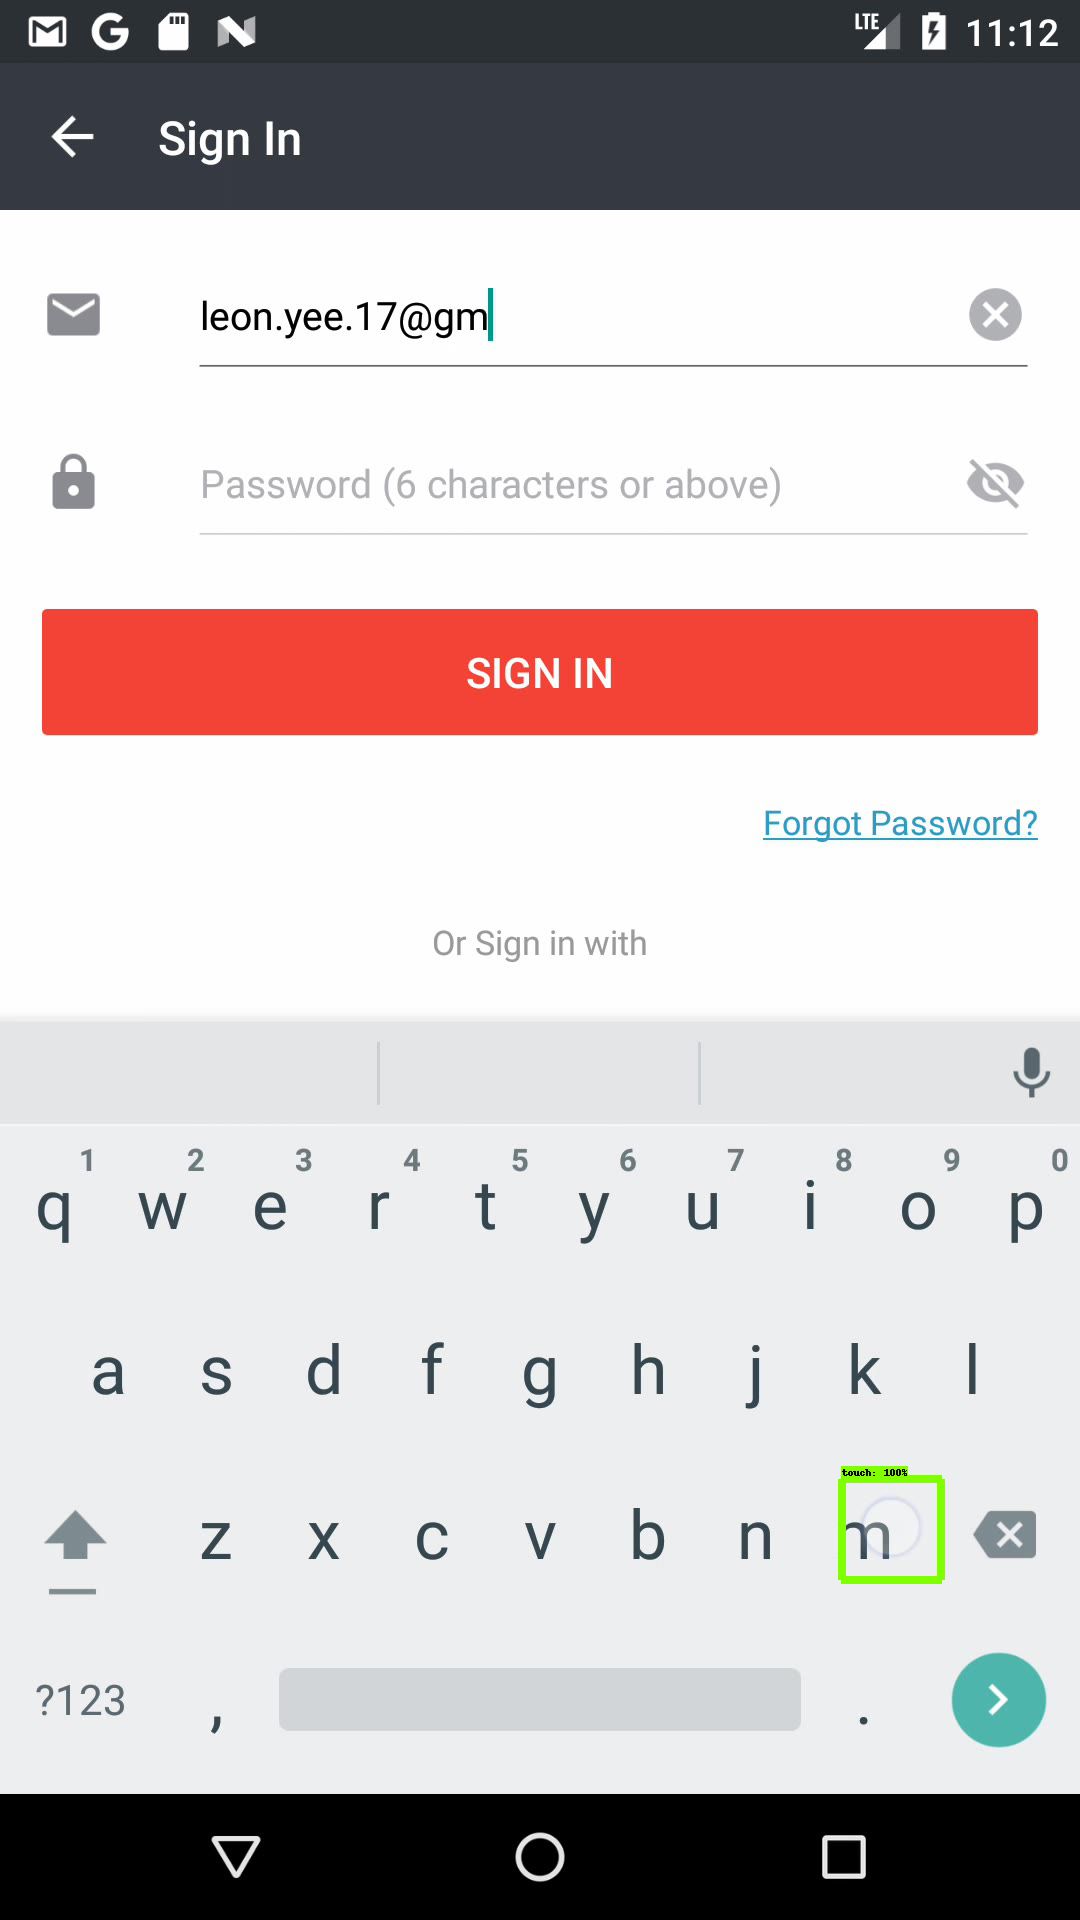 LTE 11:12
Sign In
leon.yee.17@gm
Password (6 characters or above)
SIGN IN
Forgot Password?
Or Sign in with
1 2 3 4 5 6 7 8 9 0
q w e r t y u i o p
a s d f g h j k l
touch: 100%
z x c v b n m
?123 , .